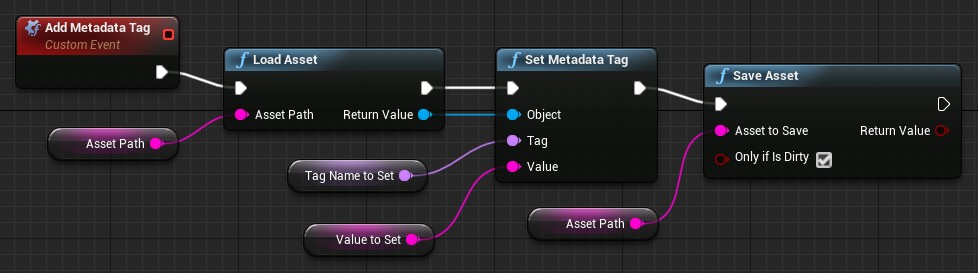 Add Metadata Tag
Custom Event
Load Asset
Asset Path
Return Value
Asset Path
Set Metadata Tag
Object
Tag
Value
Tag Name to Set
Value to Set
Save Asset
Asset to Save
Return Value
Only if Is Dirty
Asset Path